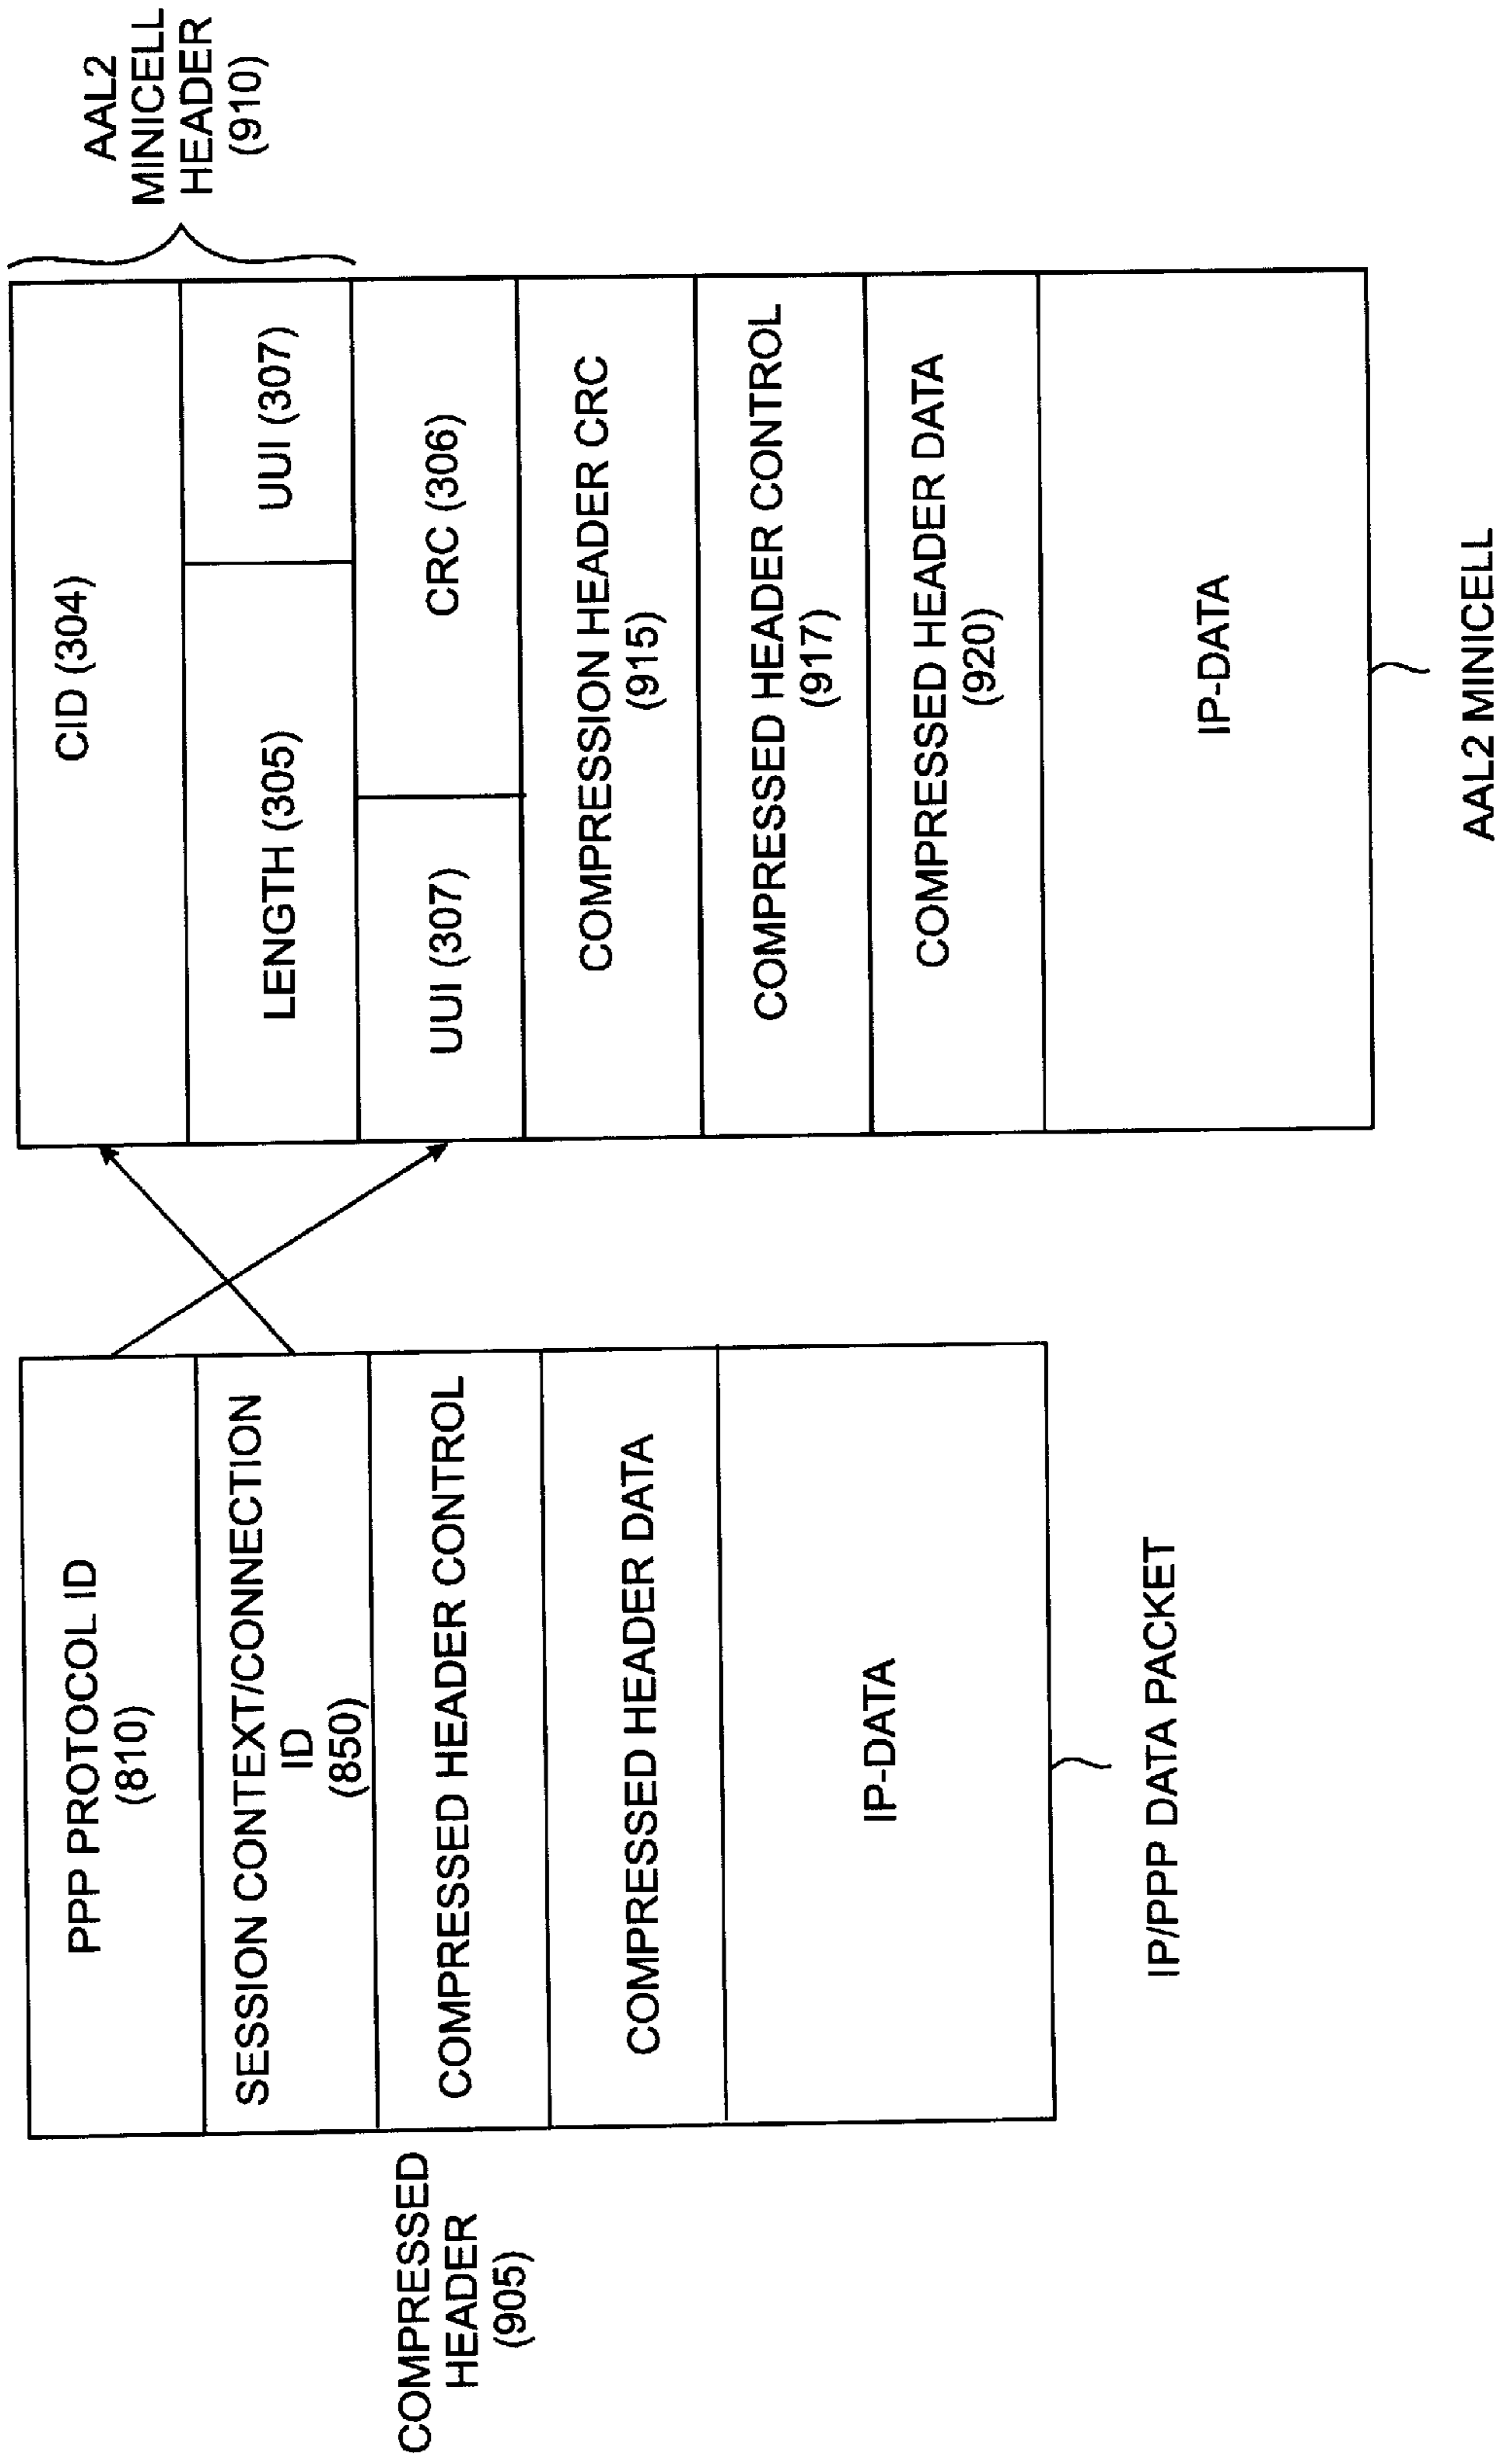 COMPRESSED
HEADER
(905)
PPP PROTOCOL ID
(810)
SESSION CONTEXT/CONNECTION
ID
(850)
COMPRESSED HEADER CONTROL
COMPRESSED HEADER DATA
IP-DATA
IP/PPP DATA PACKET
CID (304)
LENGTH (305)
UUI (307)
UUI (307)
CRC (306)
COMPRESSION HEADER CRC
(915)
COMPRESSED HEADER CONTROL
(917)
COMPRESSED HEADER DATA
(920)
IP-DATA
AAL2 MINICELL
AAL2
MINICELL
HEADER
(910)